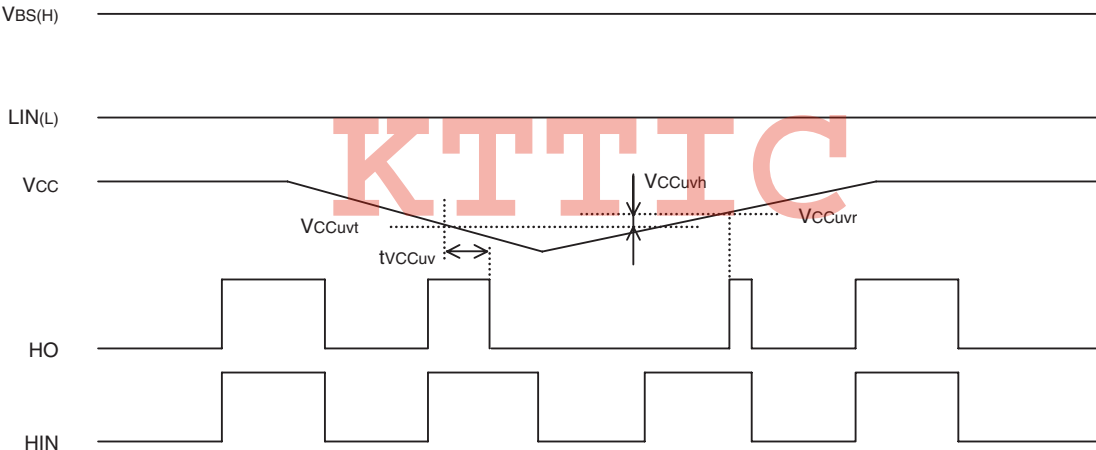 VBS(H)
LIN(L)
KTTIC
VCC
VCCuvh
VCCuvr
VCCuvt
tVCCuv
HO
HIN